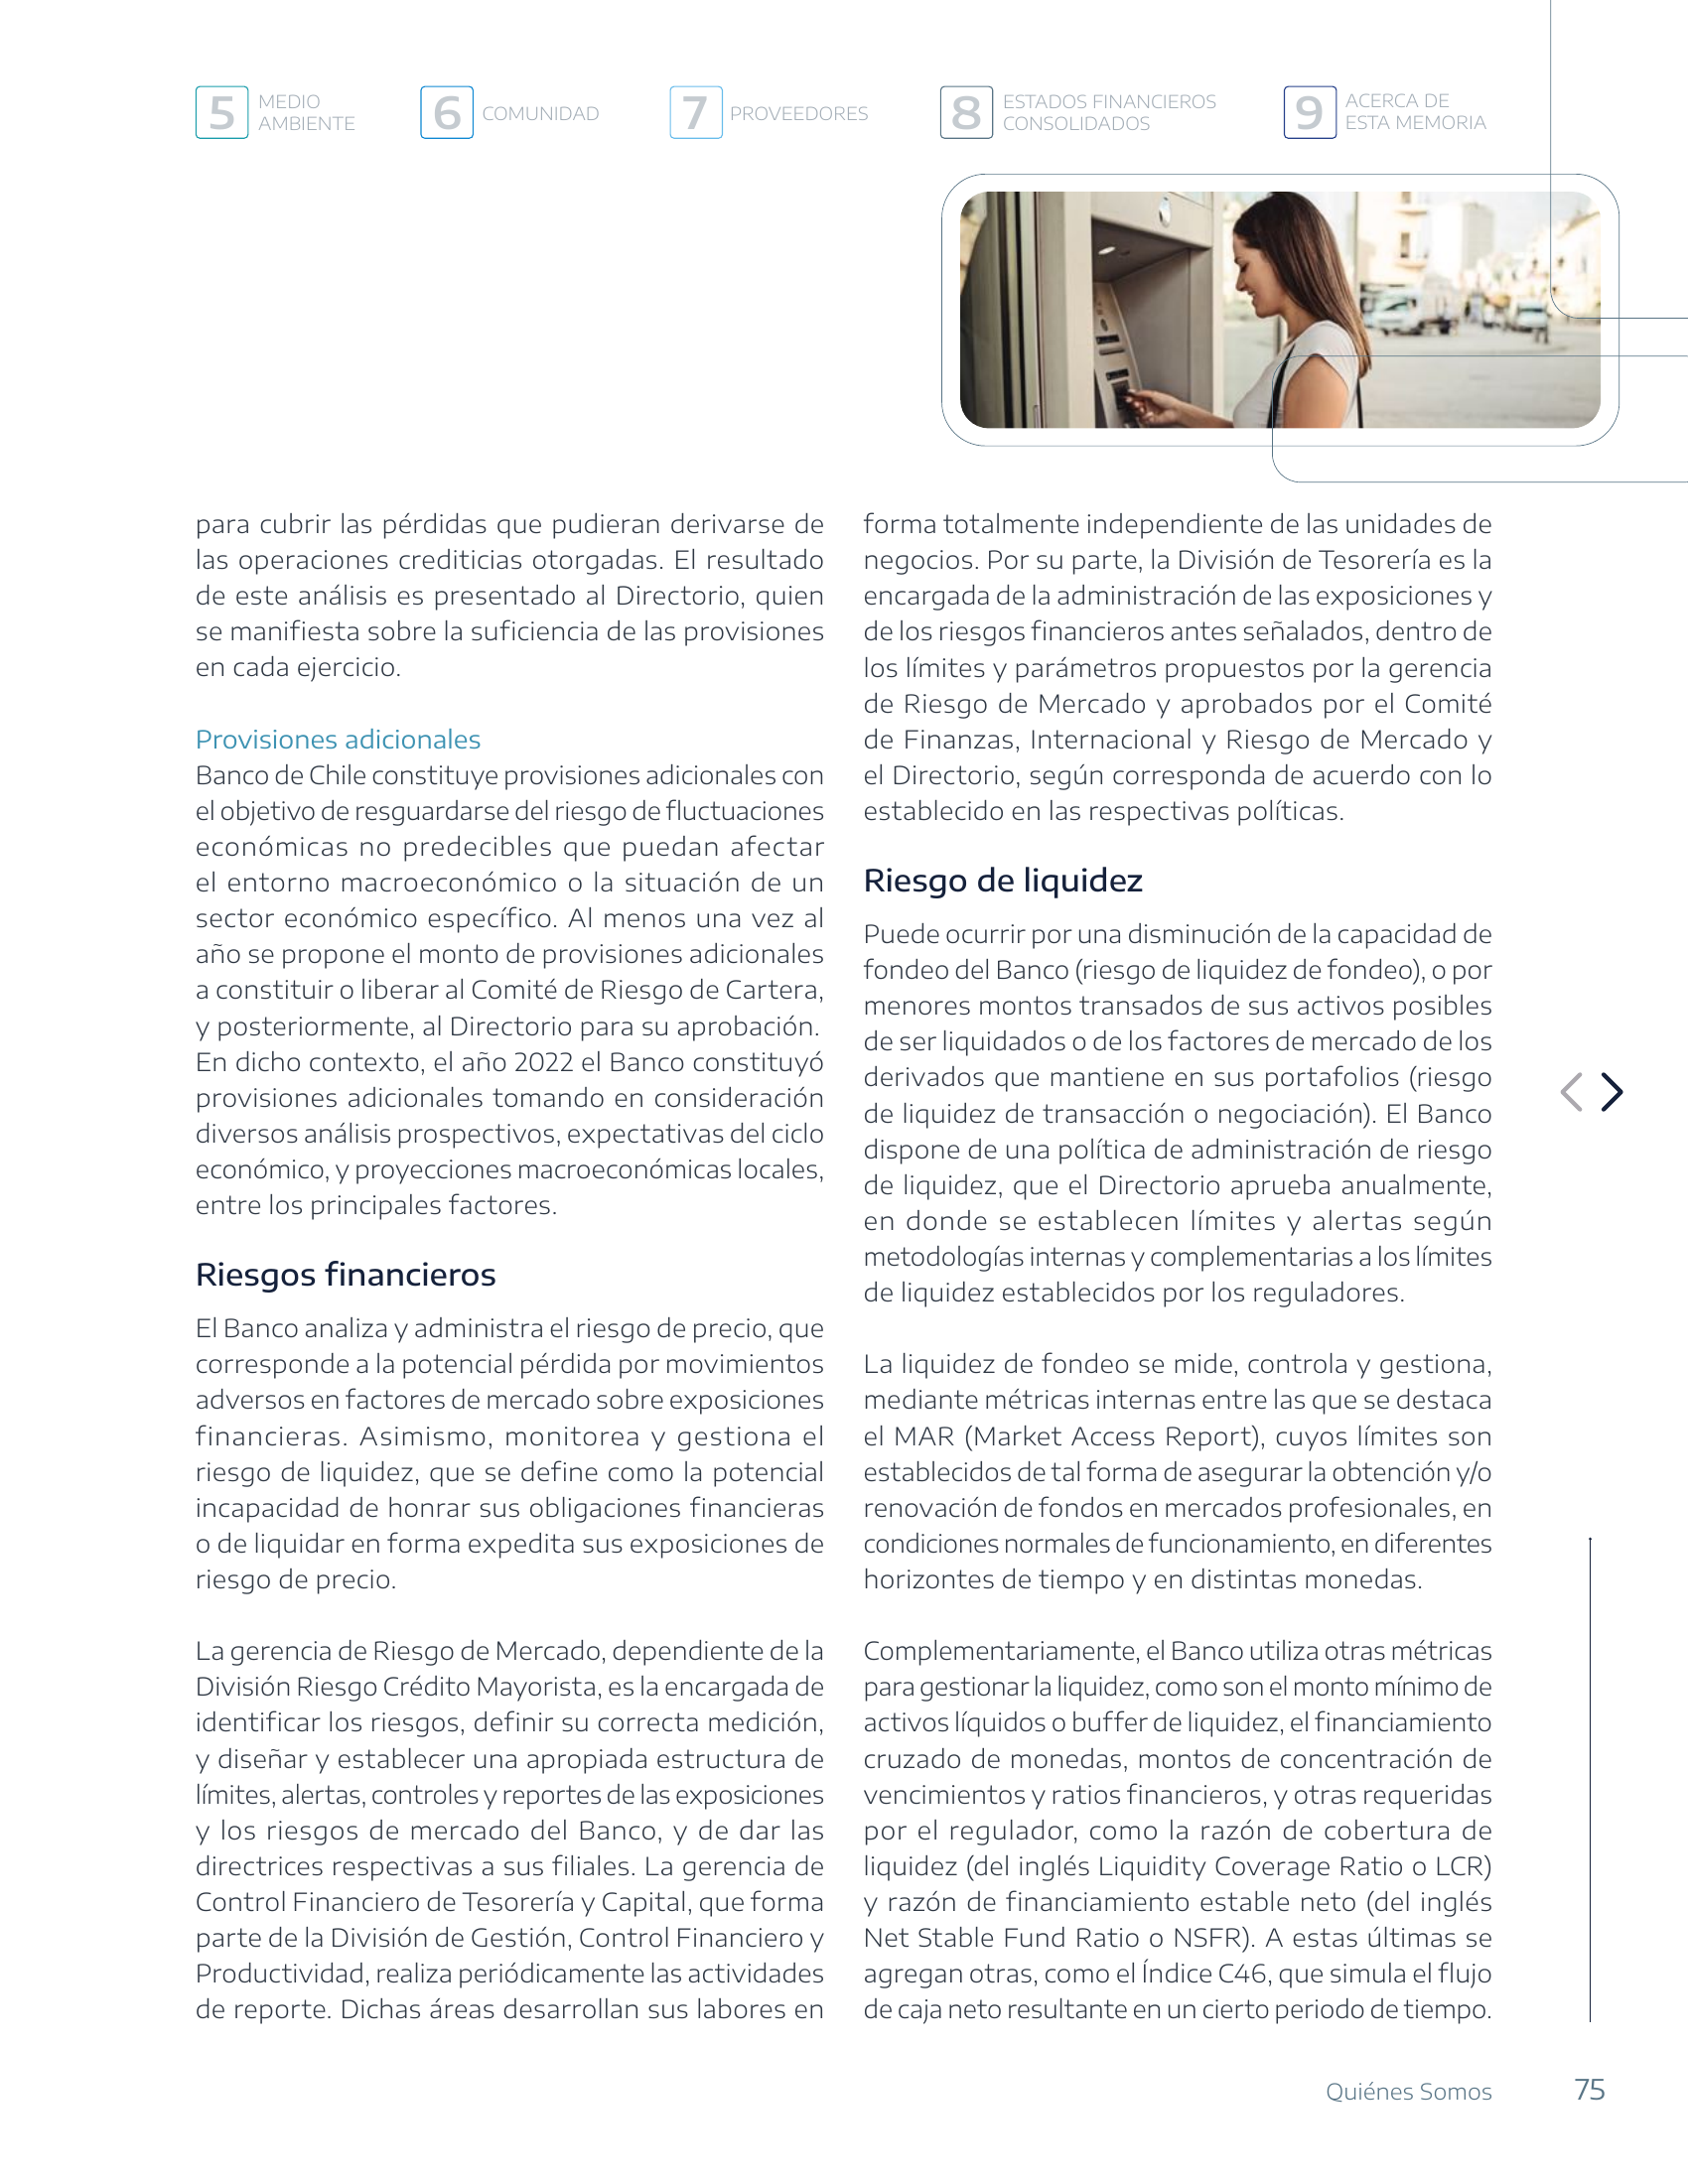 5 MEDIO AMBIENTE
6 COMUNIDAD
7 PROVEEDORES
8 ESTADOS FINANCIEROS CONSOLIDADOS
9 ACERCA DE ESTA MEMORIA
para cubrir las pérdidas que pudieran derivarse de
las operaciones crediticias otorgadas. El resultado
de este análisis es presentado al Directorio, quien
se manifiesta sobre la suficiencia de las provisiones
en cada ejercicio.
Provisiones adicionales
Banco de Chile constituye provisiones adicionales con
el objetivo de resguardarse del riesgo de fluctuaciones
económicas no predecibles que puedan afectar
el entorno macroeconómico o la situación de un
sector económico específico. Al menos una vez al
año se propone el monto de provisiones adicionales
a constituir o liberar al Comité de Riesgo de Cartera,
y posteriormente, al Directorio para su aprobación.
En dicho contexto, el año 2022 el Banco constituyó
provisiones adicionales tomando en consideración
diversos análisis prospectivos, expectativas del ciclo
económico, y proyecciones macroeconómicas locales,
entre los principales factores.
Riesgos financieros
El Banco analiza y administra el riesgo de precio, que
corresponde a la potencial pérdida por movimientos
adversos en factores de mercado sobre exposiciones
financieras. Asimismo, monitorea y gestiona el
riesgo de liquidez, que se define como la potencial
incapacidad de honrar sus obligaciones financieras
o de liquidar en forma expedita sus exposiciones de
riesgo de precio.
La gerencia de Riesgo de Mercado, dependiente de la
División Riesgo Crédito Mayorista, es la encargada de
identificar los riesgos, definir su correcta medición,
y diseñar y establecer una apropiada estructura de
límites, alertas, controles y reportes de las exposiciones
y los riesgos de mercado del Banco, y de dar las
directrices respectivas a sus filiales. La gerencia de
Control Financiero de Tesorería y Capital, que forma
parte de la División de Gestión, Control Financiero y
Productividad, realiza periódicamente las actividades
de reporte. Dichas áreas desarrollan sus labores en
forma totalmente independiente de las unidades de
negocios. Por su parte, la División de Tesorería es la
encargada de la administración de las exposiciones y
de los riesgos financieros antes señalados, dentro de
los límites y parámetros propuestos por la gerencia
de Riesgo de Mercado y aprobados por el Comité
de Finanzas, Internacional y Riesgo de Mercado y
el Directorio, según corresponda de acuerdo con lo
establecido en las respectivas políticas.
Riesgo de liquidez
Puede ocurrir por una disminución de la capacidad de
fondeo del Banco (riesgo de liquidez de fondeo), o por
menores montos transados de sus activos posibles
de ser liquidados o de los factores de mercado de los
derivados que mantiene en sus portafolios (riesgo
de liquidez de transacción o negociación). El Banco
dispone de una política de administración de riesgo
de liquidez, que el Directorio aprueba anualmente,
en donde se establecen límites y alertas según
metodologías internas y complementarias a los límites
de liquidez establecidos por los reguladores.
La liquidez de fondeo se mide, controla y gestiona,
mediante métricas internas entre las que se destaca
el MAR (Market Access Report), cuyos límites son
establecidos de tal forma de asegurar la obtención y/o
renovación de fondos en mercados profesionales, en
condiciones normales de funcionamiento, en diferentes
horizontes de tiempo y en distintas monedas.
Complementariamente, el Banco utiliza otras métricas
para gestionar la liquidez, como son el monto mínimo de
activos líquidos o buffer de liquidez, el financiamiento
cruzado de monedas, montos de concentración de
vencimientos y ratios financieros, y otras requeridas
por el regulador, como la razón de cobertura de
liquidez (del inglés Liquidity Coverage Ratio o LCR)
y razón de financiamiento estable neto (del inglés
Net Stable Fund Ratio o NSFR). A estas últimas se
agregan otras, como el Índice C46, que simula el flujo
de caja neto resultante en un cierto periodo de tiempo.
Quiénes Somos 75